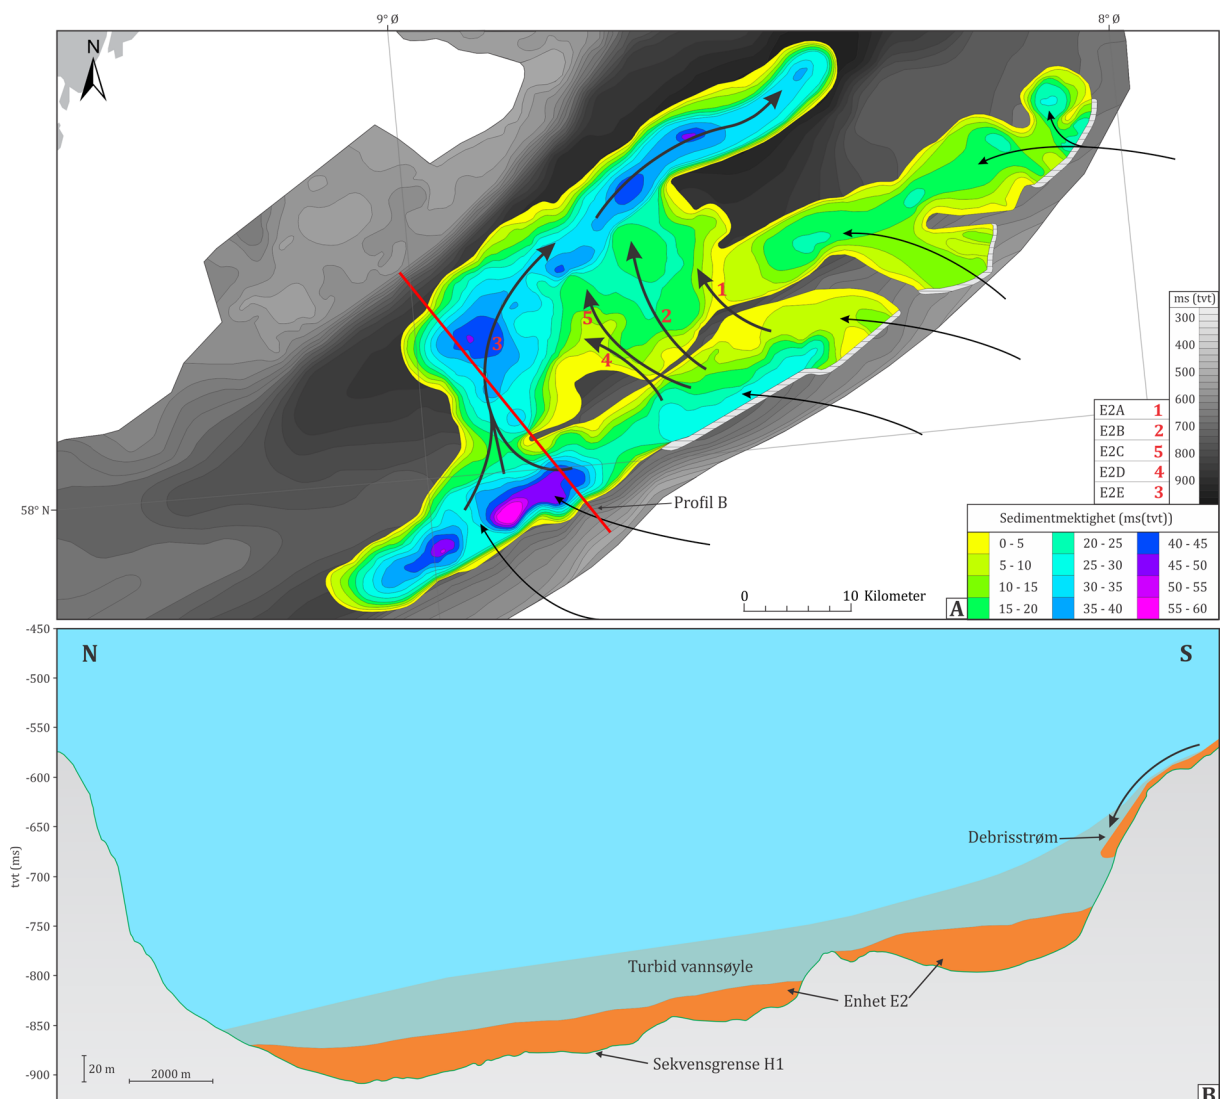 9° Ø
8° Ø
N
1
2
5
3
4
ms (tvt)
300
400
500
600
700
800
900
E2A 1
E2B 2
E2C 5
E2D 4
E2E 3
58° N
Profil B
Sedimentmektighet (ms(tvt))
0 - 5 20 - 25 40 - 45
5 - 10 25 - 30 45 - 50
10 - 15 30 - 35 50 - 55
15 - 20 35 - 40 55 - 60
0 10 Kilometer
A
-450
-500
-550
-600
-650
-700
-750
-800
-850
-900
tvt (ms)
N
S
Debrisstrøm
Turbid vannsøyle
Enhet E2
Sekvensgrense H1
20 m
2000 m
B